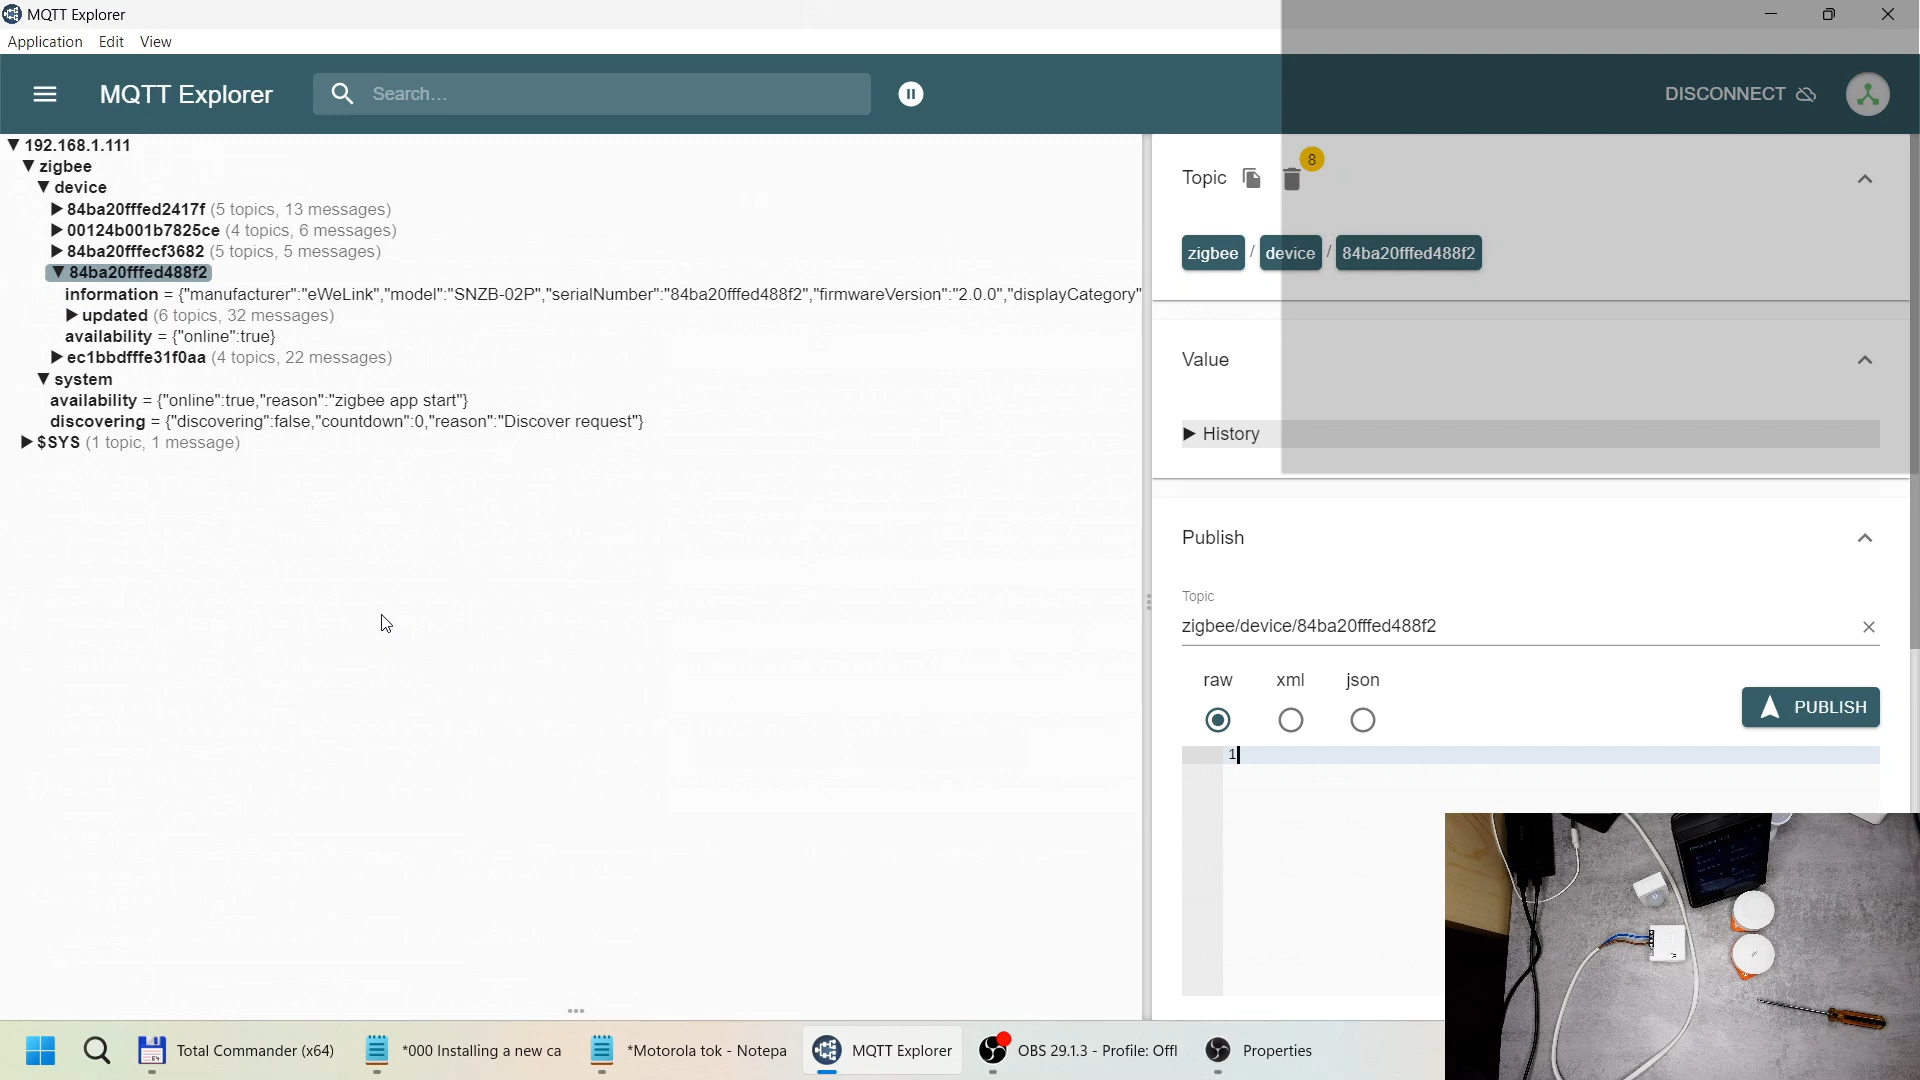 MQTT Explorer
Application Edit View
MQTT Explorer Search... DISCONNECT
▼ 192.168.1.111
▼ zigbee
▼ device
▶ 84ba20fffed2417f (5 topics, 13 messages)
▶ 00124b001b7825ce (4 topics, 6 messages)
▶ 84ba20fffecf3682 (5 topics, 5 messages)
▼ 84ba20fffed488f2
information = {"manufacturer":"eWeLink","model":"SNZB-02P","serialNumber":"84ba20fffed488f2","firmwareVersion":"2.0.0","displayCategory"
▶ updated (6 topics, 32 messages)
availability = {"online":true}
▶ ec1bbdfffe31f0aa (4 topics, 22 messages)
▼ system
availability = {"online":true,"reason":"zigbee app start"}
discovering = {"discovering":false,"countdown":0,"reason":"Discover request"}
▶ $SYS (1 topic, 1 message)
Topic 8
zigbee / device / 84ba20fffed488f2
Value
▶ History
Publish
Topic
zigbee/device/84ba20fffed488f2
raw xml json
PUBLISH
1
Total Commander (x64) *000 Installing a new ca *Motorola tok - Notepa MQTT Explorer OBS 29.1.3 - Profile: Offl Properties